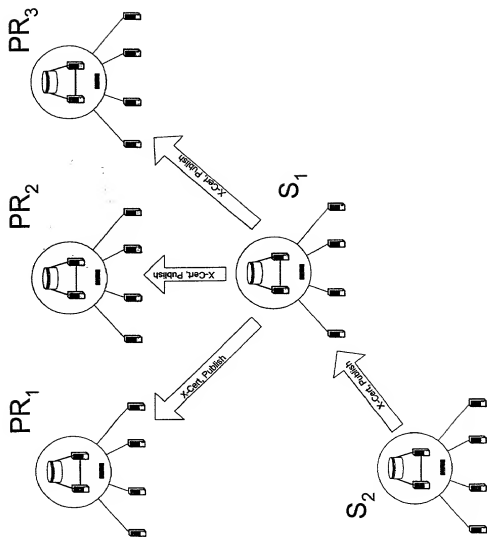 PR1
PR2
PR3
X-Cert, Publish
X-Cert, Publish
X-Cert, Publish
S1
X-Cert, Publish
S2